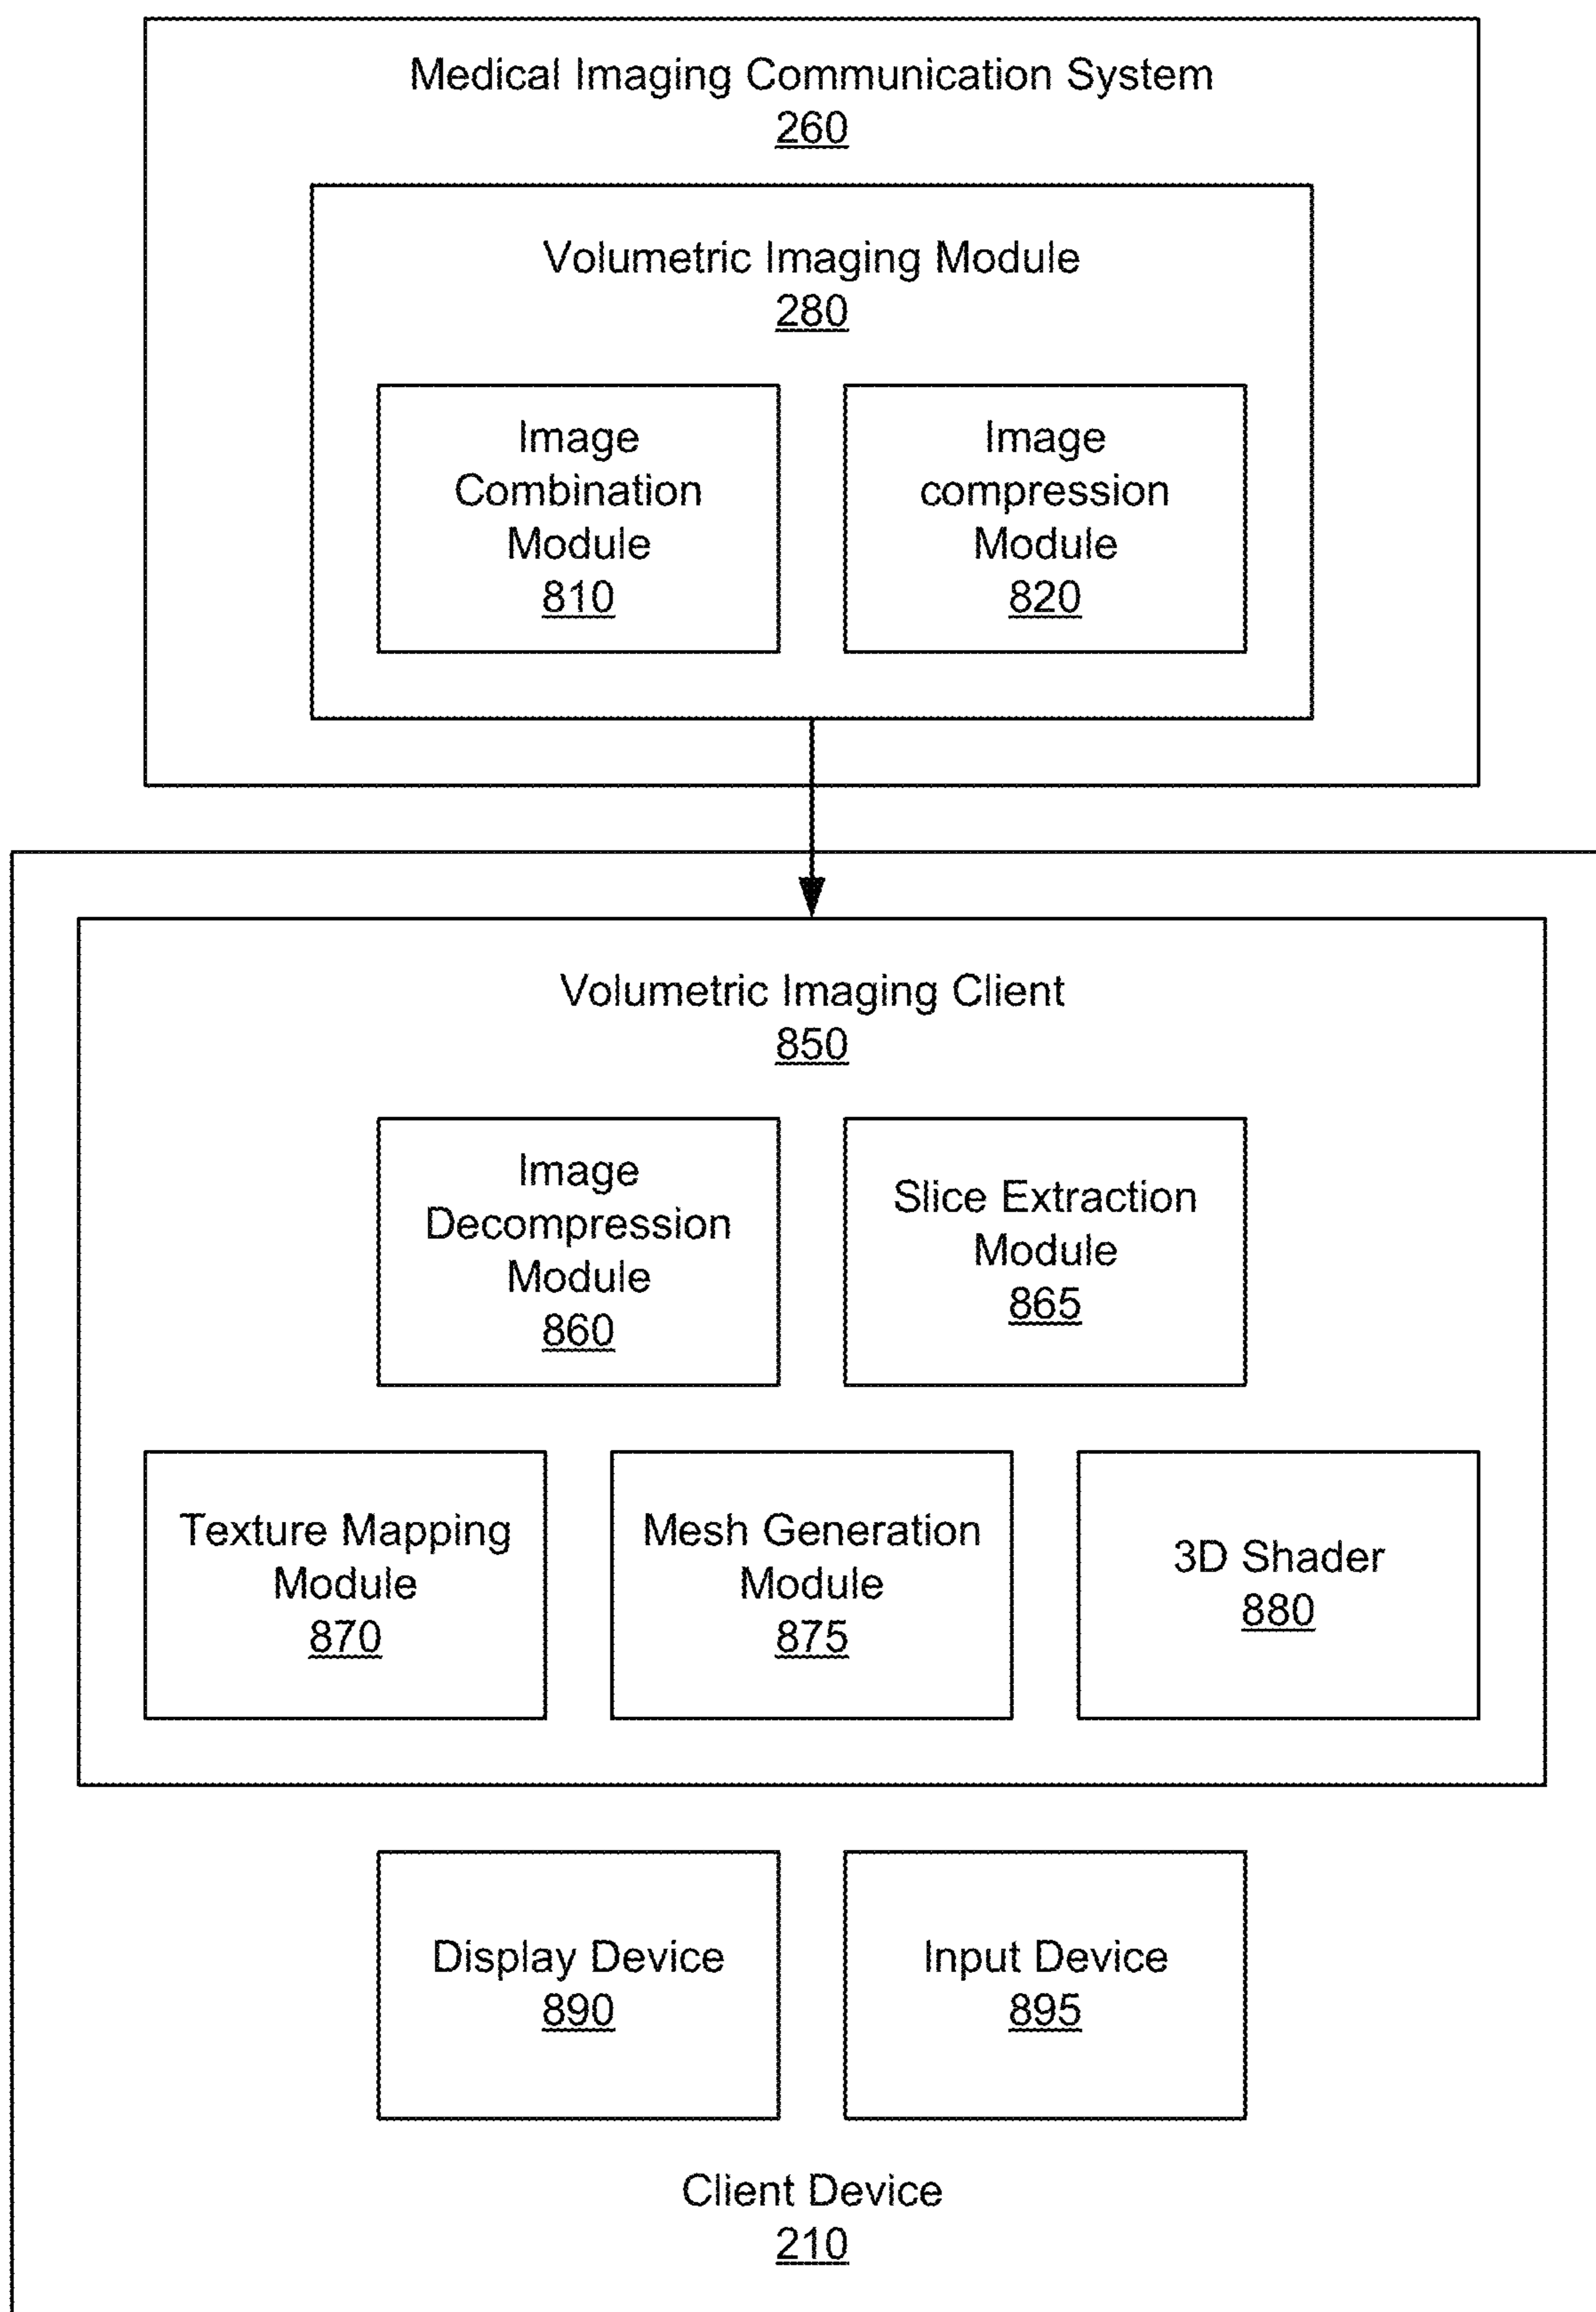 Medical Imaging Communication System
260
Volumetric Imaging Module
280
Image
Combination
Module
810
Image
compression
Module
820
Volumetric Imaging Client
850
Image
Decompression
Module
860
Slice Extraction
Module
865
Texture Mapping
Module
870
Mesh Generation
Module
875
3D Shader
880
Display Device
890
Input Device
895
Client Device
210